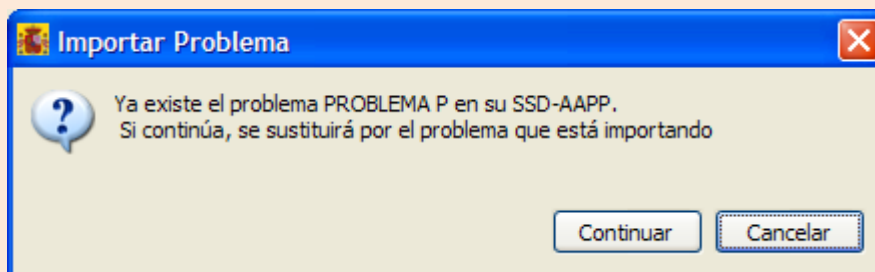 Importar Problema
Ya existe el problema PROBLEMA P en su SSD-AAPP.
Si continúa, se sustituirá por el problema que está importando
Continuar Cancelar